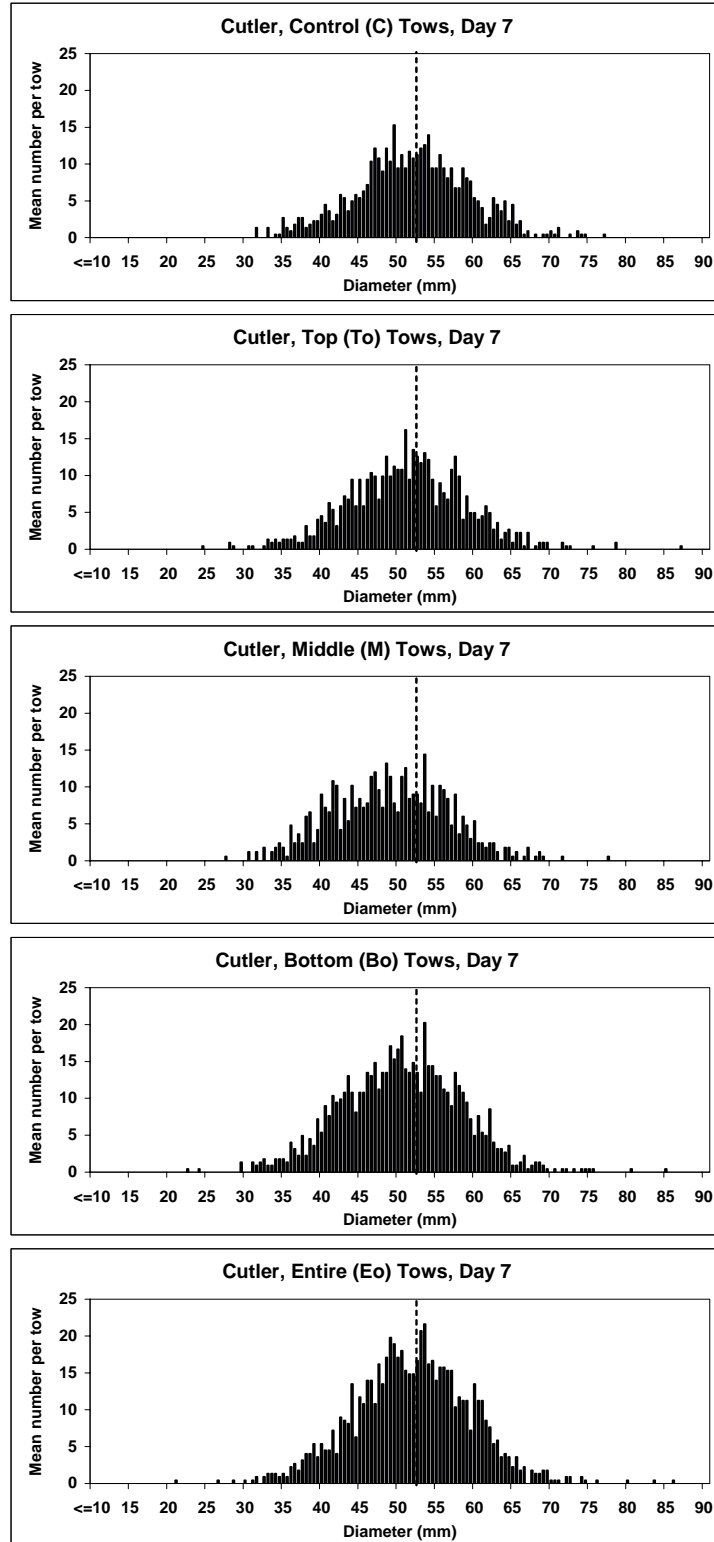 Cutler, Control (C) Tows, Day 7
Mean number per tow
25
20
15
10
5
0
<=10 15 20 25 30 35 40 45 50 55 60 65 70 75 80 85 90
Diameter (mm)
Cutler, Top (To) Tows, Day 7
Mean number per tow
25
20
15
10
5
0
<=10 15 20 25 30 35 40 45 50 55 60 65 70 75 80 85 90
Diameter (mm)
Cutler, Middle (M) Tows, Day 7
Mean number per tow
25
20
15
10
5
0
<=10 15 20 25 30 35 40 45 50 55 60 65 70 75 80 85 90
Diameter (mm)
Cutler, Bottom (Bo) Tows, Day 7
Mean number per tow
25
20
15
10
5
0
<=10 15 20 25 30 35 40 45 50 55 60 65 70 75 80 85 90
Diameter (mm)
Cutler, Entire (Eo) Tows, Day 7
Mean number per tow
25
20
15
10
5
0
<=10 15 20 25 30 35 40 45 50 55 60 65 70 75 80 85 90
Diameter (mm)